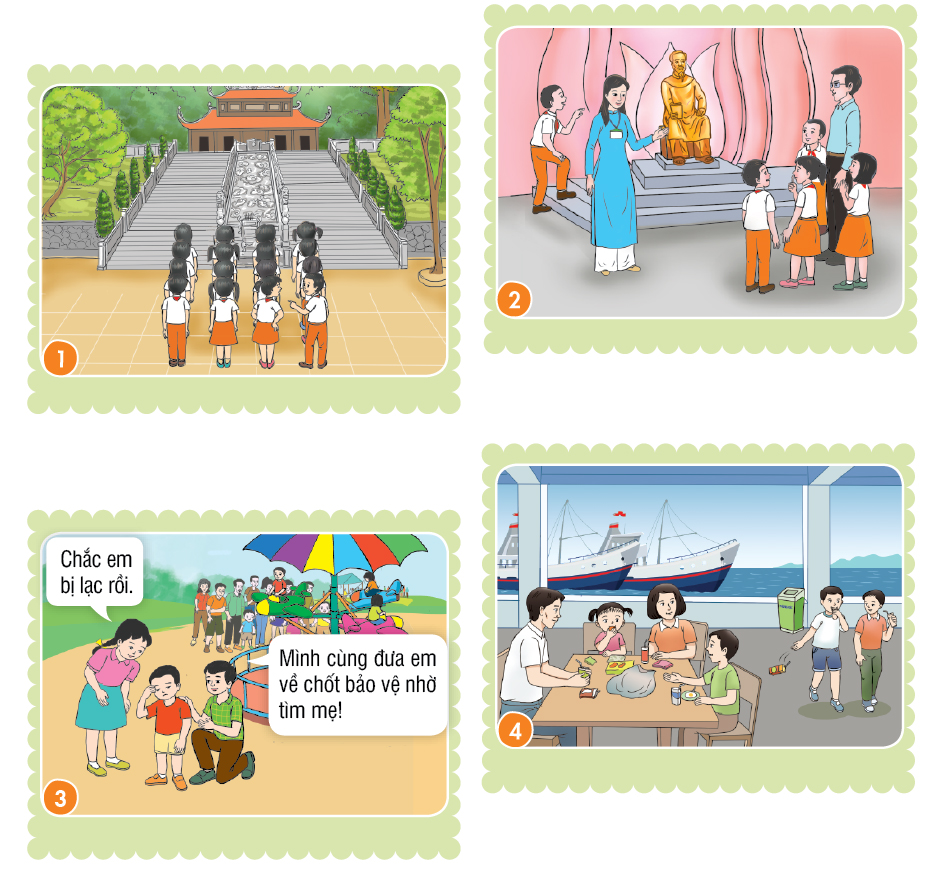 1
2
Chắc em
bị lạc rồi.
Mình cùng đưa em
về chốt bảo vệ nhờ
tìm mẹ!
3
4